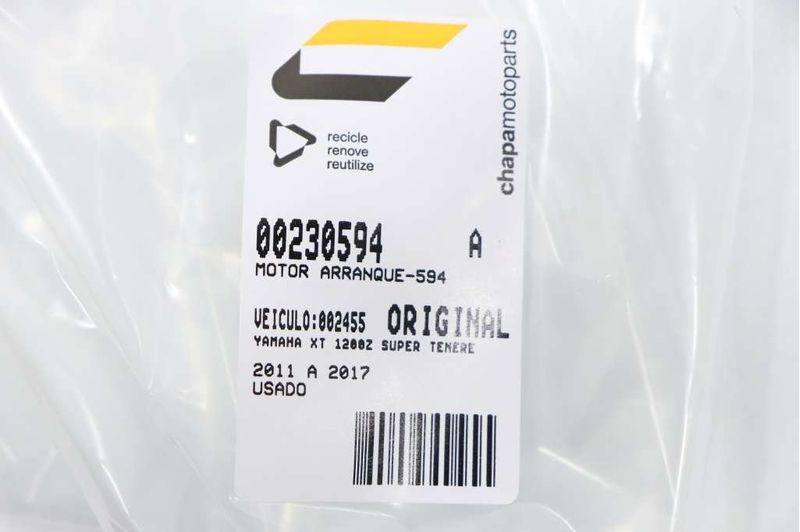 recicle
renove
reutilize
chapamotoparts
00230594 A
MOTOR ARRANQUE-594
VEICULO:002455 ORIGINAL
YAMAHA XT 1200Z SUPER TENERE
2011 A 2017
USADO